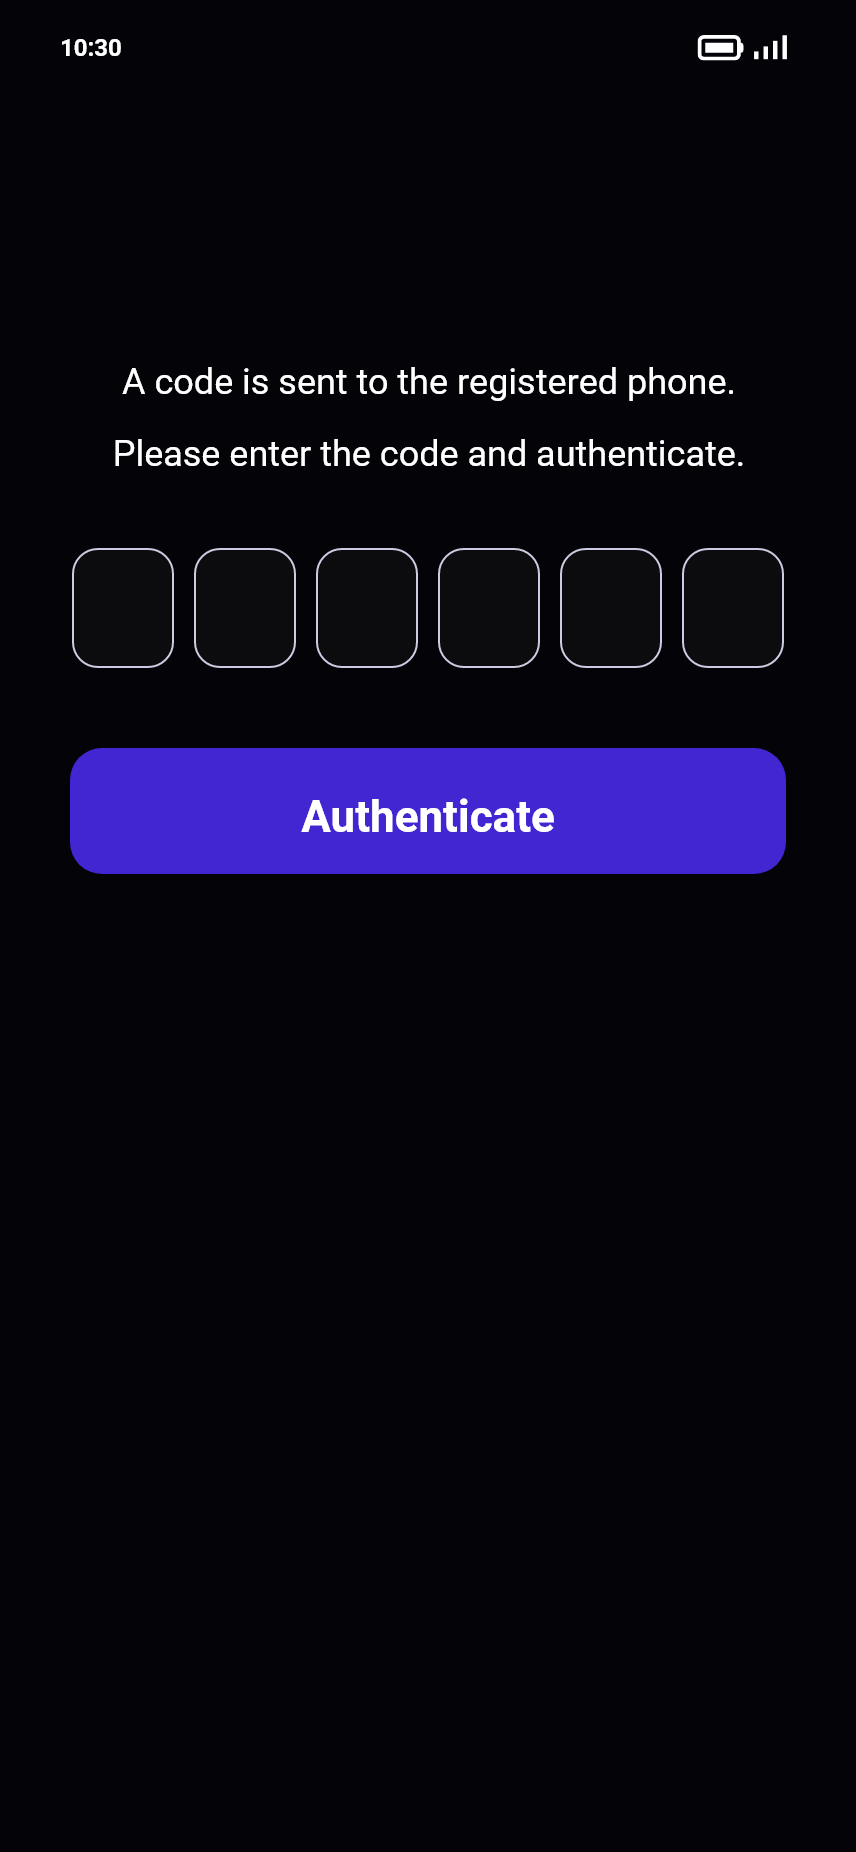 10:30
A code is sent to the registered phone.
Please enter the code and authenticate.
Authenticate